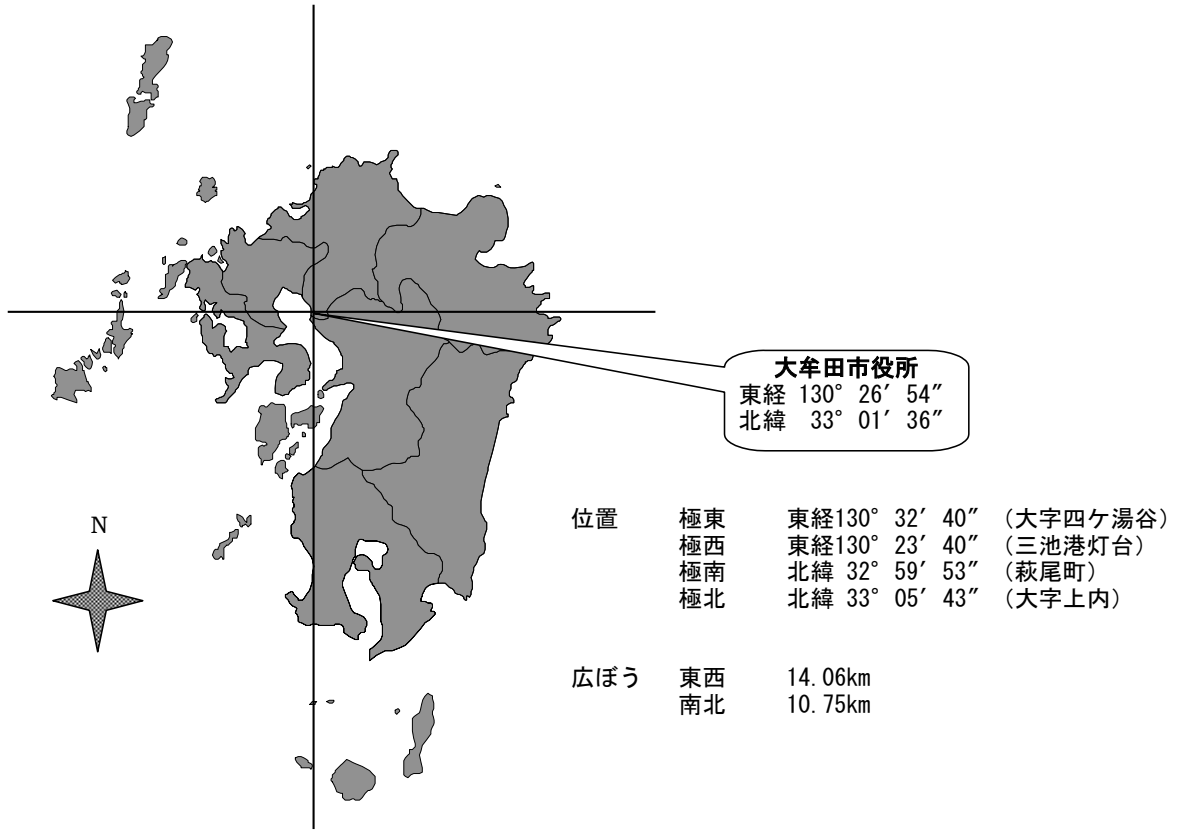 大牟田市役所
東経 130° 26′ 54″
北緯 33° 01′ 36″
N
位置 極東 東経130° 32′ 40″ (大字四ケ湯谷)
極西 東経130° 23′ 40″ (三池港灯台)
極南 北緯 32° 59′ 53″ (萩尾町)
極北 北緯 33° 05′ 43″ (大字上内)
広ぼう 東西 14.06km
南北 10.75km